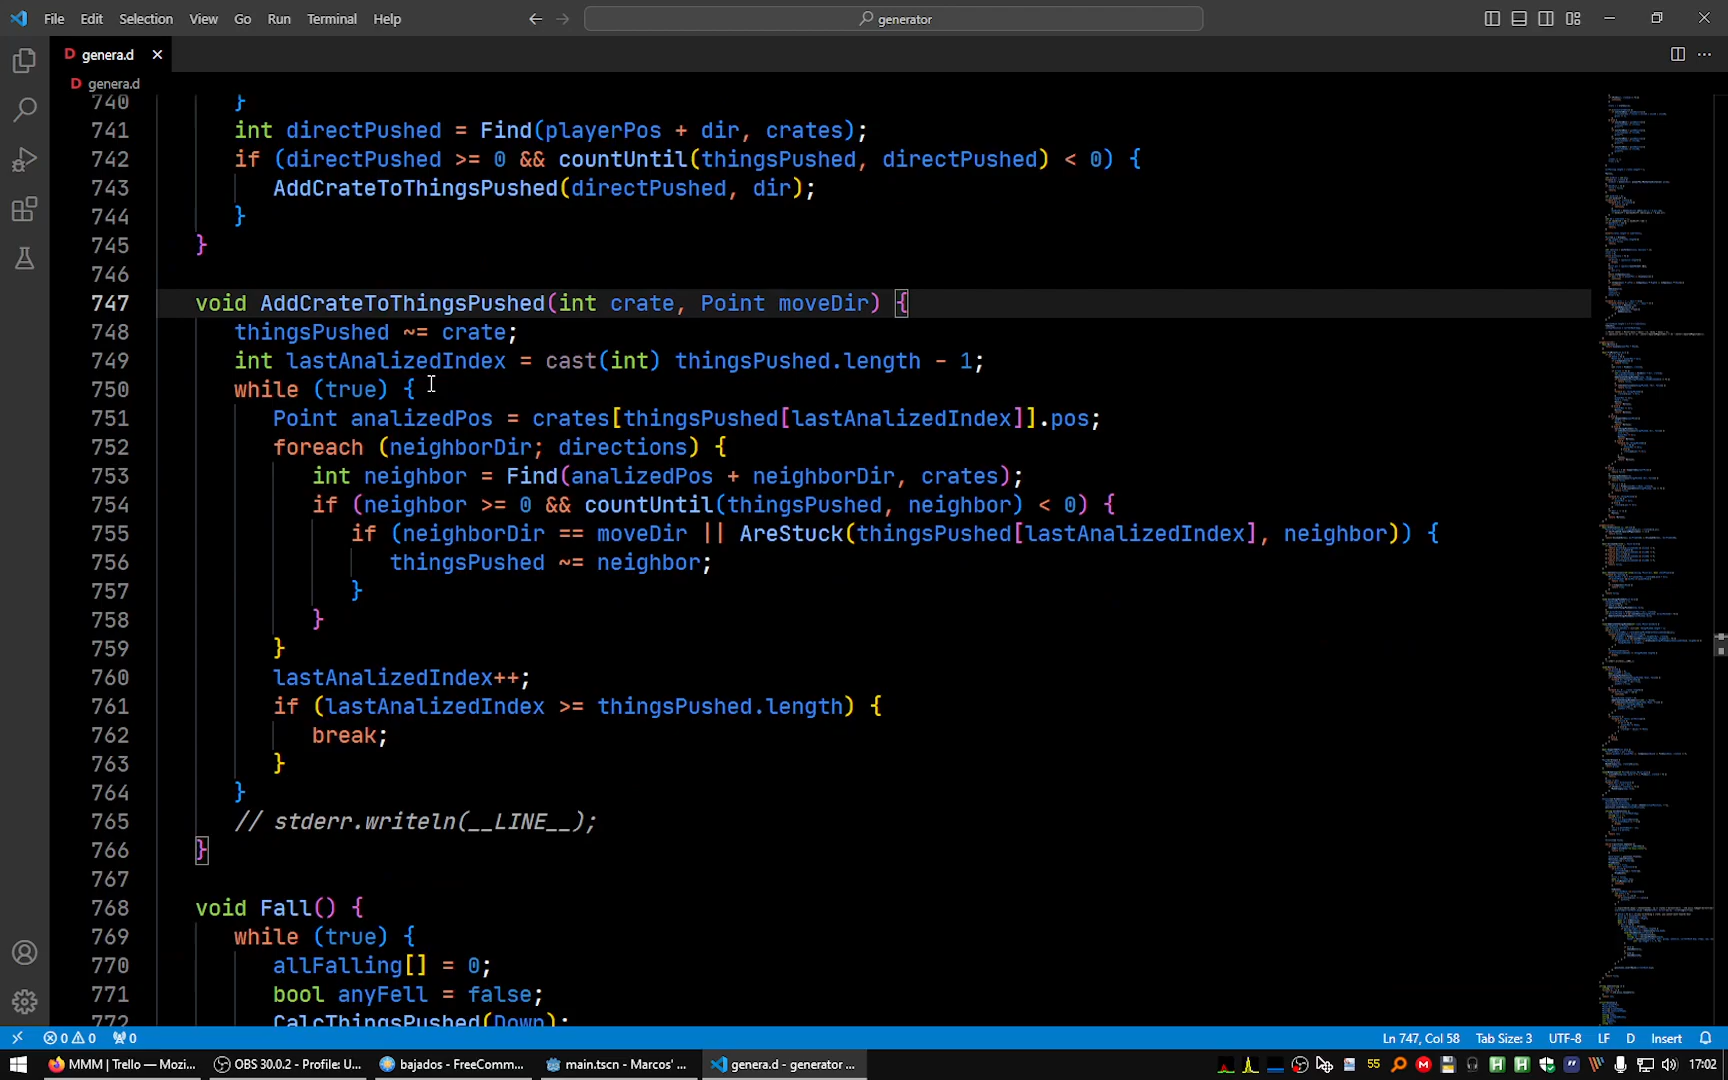 File Edit Selection View Go Run Terminal Help
generator
D genera.d
D genera.d
740 }
741 int directPushed = Find(playerPos + dir, crates);
742 if (directPushed >= 0 && countUntil(thingsPushed, directPushed) < 0) {
743 AddCrateToThingsPushed(directPushed, dir);
744 }
745 }
746
747 void AddCrateToThingsPushed(int crate, Point moveDir) {
748 thingsPushed ~= crate;
749 int lastAnalizedIndex = cast(int) thingsPushed.length - 1;
750 while (true) {
751 Point analizedPos = crates[thingsPushed[lastAnalizedIndex]].pos;
752 foreach (neighborDir; directions) {
753 int neighbor = Find(analizedPos + neighborDir, crates);
754 if (neighbor >= 0 && countUntil(thingsPushed, neighbor) < 0) {
755 if (neighborDir == moveDir || AreStuck(thingsPushed[lastAnalizedIndex], neighbor)) {
756 thingsPushed ~= neighbor;
757 }
758 }
759 }
760 lastAnalizedIndex++;
761 if (lastAnalizedIndex >= thingsPushed.length) {
762 break;
763 }
764 }
765 // stderr.writeln(__LINE__);
766 }
767
768 void Fall() {
769 while (true) {
770 allFalling[] = 0;
771 bool anyFell = false;
772 CalcThingsPushed(Down);
0 0 0 Ln 747, Col 58 Tab Size: 3 UTF-8 LF D Insert
MMM | Trello — Mozi... OBS 30.0.2 - Profile: U... bajados - FreeComm... main.tscn - Marcos' ... genera.d - generator ... 55 17:02